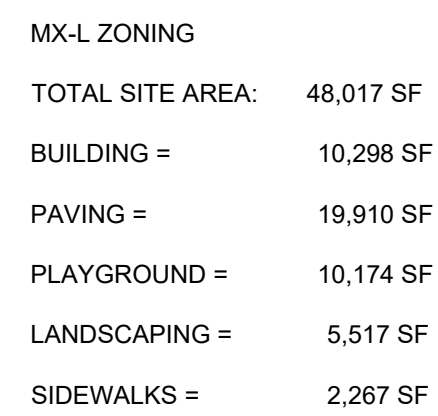 MX-L ZONING
TOTAL SITE AREA: 48,017 SF
BUILDING = 10,298 SF
PAVING = 19,910 SF
PLAYGROUND = 10,174 SF
LANDSCAPING = 5,517 SF
SIDEWALKS = 2,267 SF